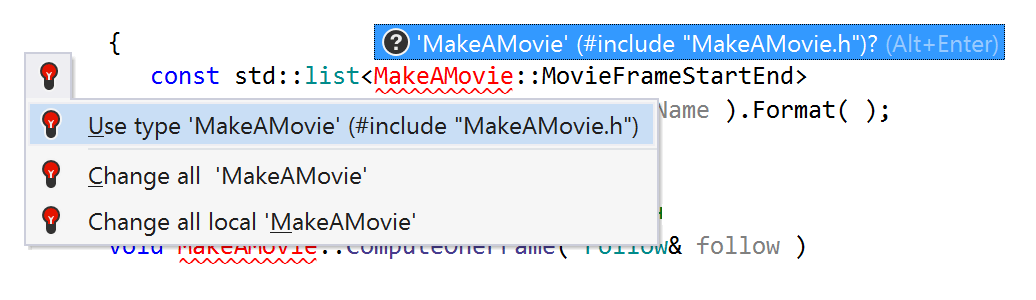 {
'MakeAMovie' (#include "MakeAMovie.h")? (Alt+Enter)
const std::list<MakeAMovie::MovieFrameStartEnd>
Name ).Format( );
Use type 'MakeAMovie' (#include "MakeAMovie.h")
Change all 'MakeAMovie'
Change all local 'MakeAMovie'
void MakeAMovie::ComputeOneFrame( Follow& follow )